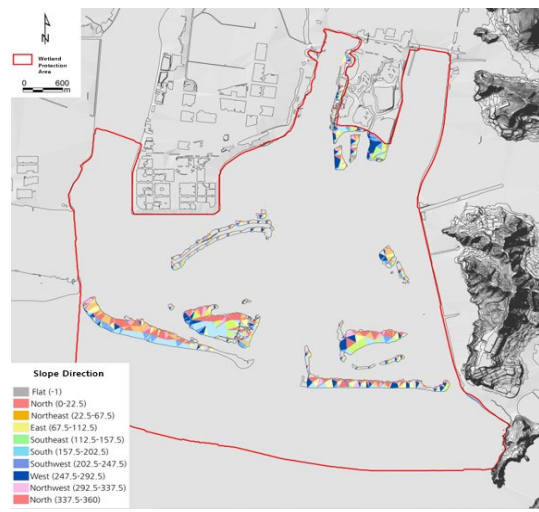 N
Wetland
Protection
Area
0 600
m
Slope Direction
Flat (-1)
North (0-22.5)
Northeast (22.5-67.5)
East (67.5-112.5)
Southeast (112.5-157.5)
South (157.5-202.5)
Southwest (202.5-247.5)
West (247.5-292.5)
Northwest (292.5-337.5)
North (337.5-360)